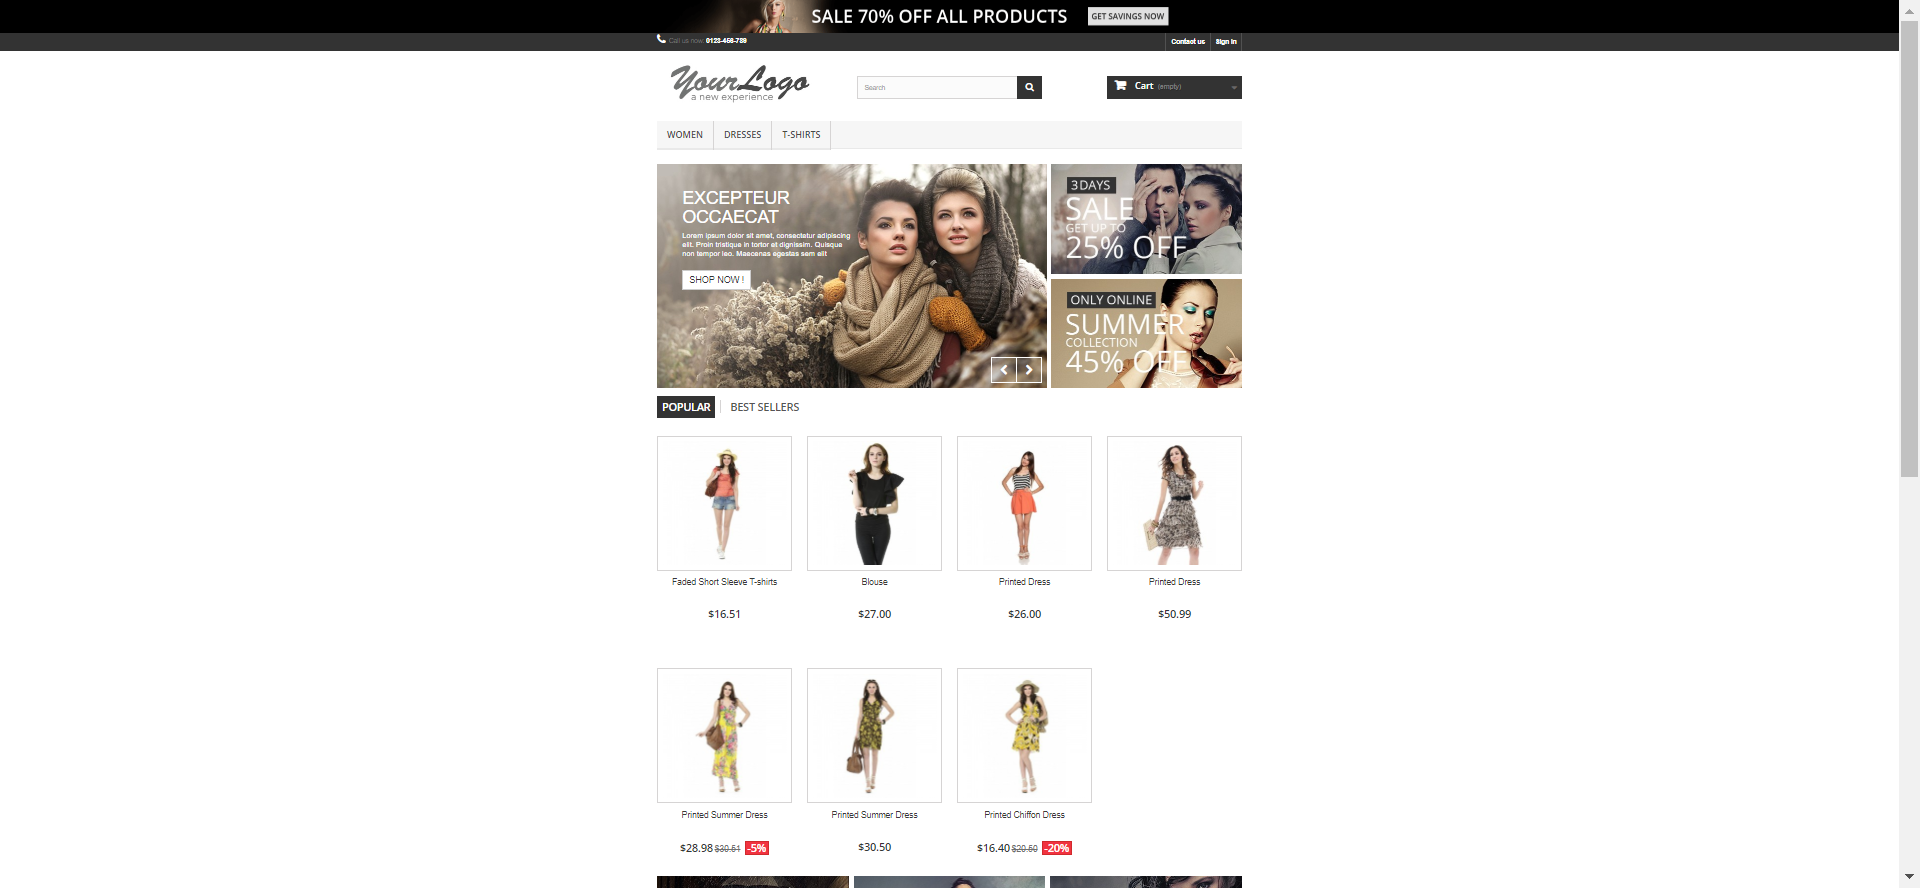 SALE 70% OFF ALL PRODUCTS
GET SAVINGS NOW
Call us now: 0123-456-789
Contact us
Sign in
YourLogo
a new experience
Search
Cart (empty)
WOMEN
DRESSES
T-SHIRTS
EXCEPTEUR
OCCAECAT
Lorem ipsum dolor sit amet, consectetur adipiscing
elit. Proin tristique in tortor et dignissim. Quisque
non tempor leo. Maecenas egestas sem elit
SHOP NOW !
3 DAYS
SALE
GET UP TO
25% OFF
ONLY ONLINE
SUMMER
COLLECTION
45% OFF
POPULAR
BEST SELLERS
Faded Short Sleeve T-shirts
$16.51
Blouse
$27.00
Printed Dress
$26.00
Printed Dress
$50.99
Printed Summer Dress
$28.98 $30.51 -5%
Printed Summer Dress
$30.50
Printed Chiffon Dress
$16.40 $20.50 -20%